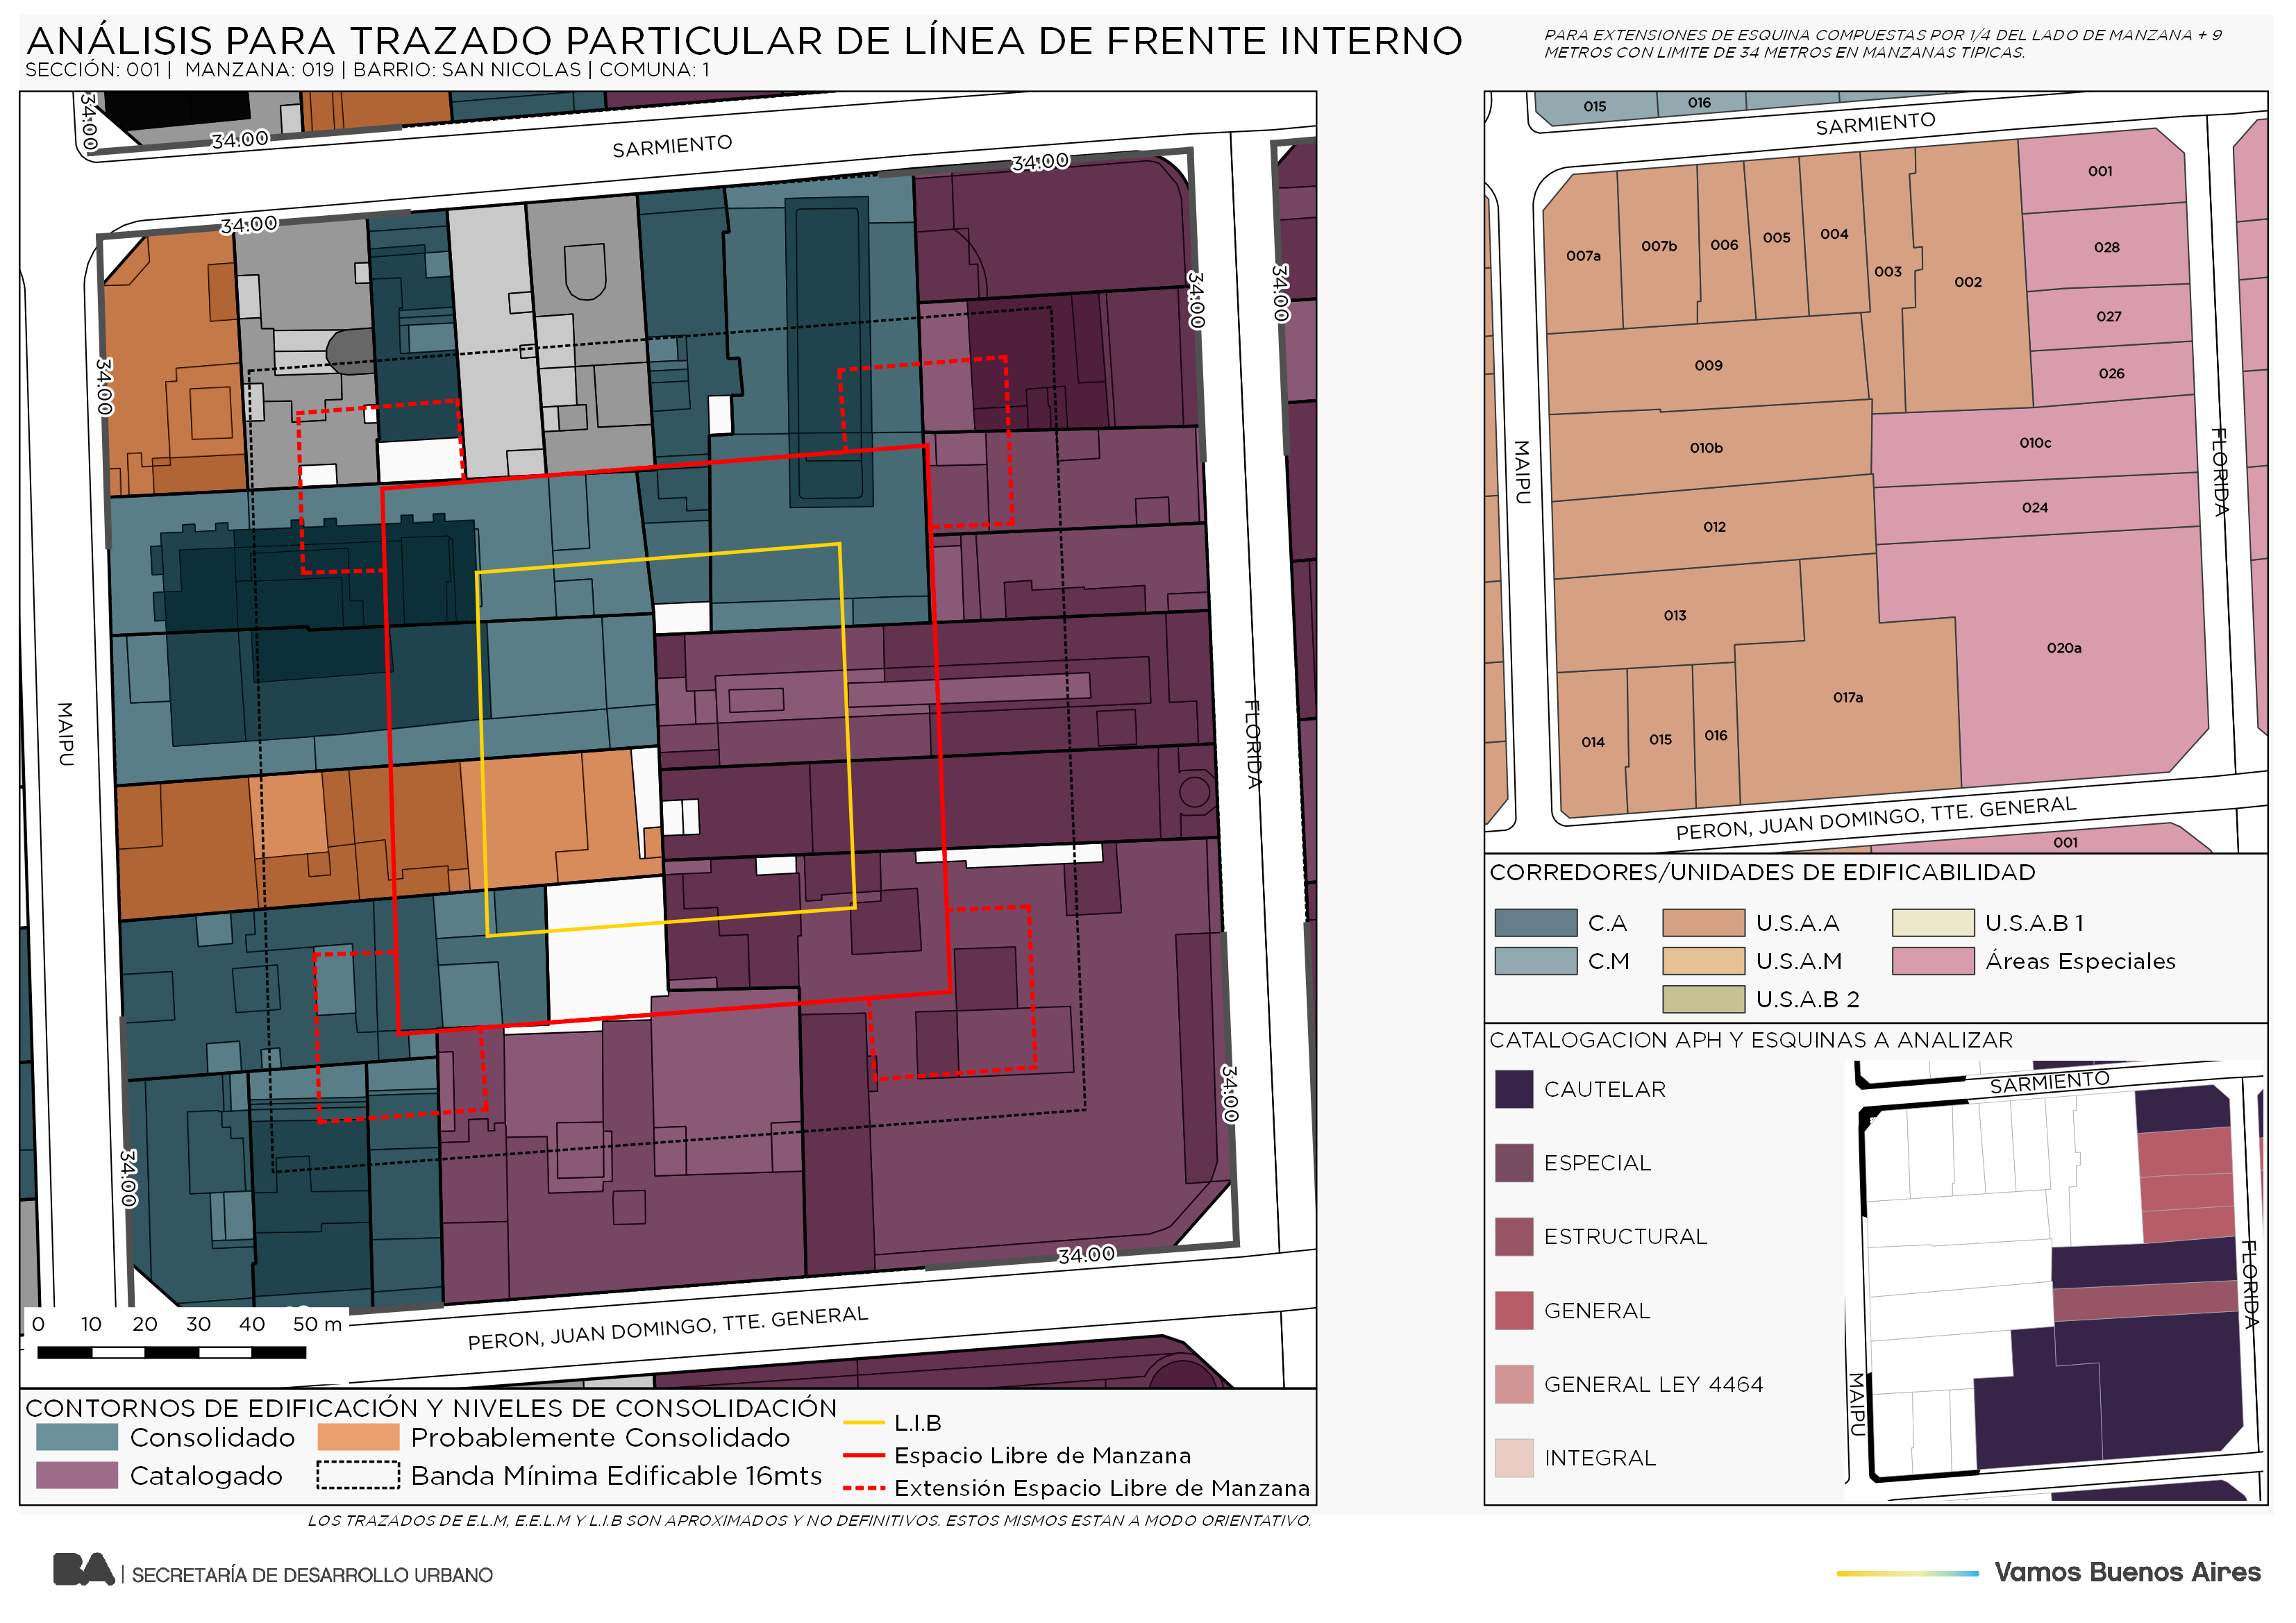 ANÁLISIS PARA TRAZADO PARTICULAR DE LÍNEA DE FRENTE INTERNO
SECCIÓN: 001 | MANZANA: 019 | BARRIO: SAN NICOLAS | COMUNA: 1
PARA EXTENSIONES DE ESQUINA COMPUESTAS POR 1/4 DEL LADO DE MANZANA + 9
METROS CON LIMITE DE 34 METROS EN MANZANAS TIPICAS.
34.00
34.00
SARMIENTO
34.00
34.00
34.00
34.00
34.00
MAIPU
FLORIDA
34.00
34.00
34.00
PERON, JUAN DOMINGO, TTE. GENERAL
0 10 20 30 40 50 m
CONTORNOS DE EDIFICACIÓN Y NIVELES DE CONSOLIDACIÓN
Consolidado
Probablemente Consolidado
Catalogado
Banda Mínima Edificable 16mts
L.I.B
Espacio Libre de Manzana
Extensión Espacio Libre de Manzana
015
016
SARMIENTO
001
007a
007b
006
005
004
003
002
028
027
026
009
010b
010c
012
024
013
020a
017a
014
015
016
MAIPU
FLORIDA
PERON, JUAN DOMINGO, TTE. GENERAL
001
CORREDORES/UNIDADES DE EDIFICABILIDAD
C.A
U.S.A.A
U.S.A.B 1
C.M
U.S.A.M
Áreas Especiales
U.S.A.B 2
CATALOGACION APH Y ESQUINAS A ANALIZAR
CAUTELAR
ESPECIAL
ESTRUCTURAL
GENERAL
GENERAL LEY 4464
INTEGRAL
SARMIENTO
FLORIDA
MAIPU
LOS TRAZADOS DE E.L.M, E.E.L.M Y L.I.B SON APROXIMADOS Y NO DEFINITIVOS. ESTOS MISMOS ESTAN A MODO ORIENTATIVO.
BA | SECRETARÍA DE DESARROLLO URBANO
Vamos Buenos Aires